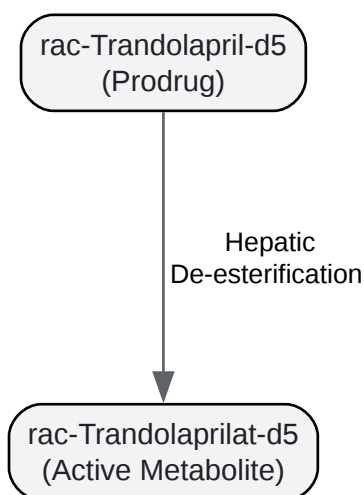 rac-Trandolapril-d5
(Prodrug)
Hepatic
De-esterification
rac-Trandolaprilat-d5
(Active Metabolite)